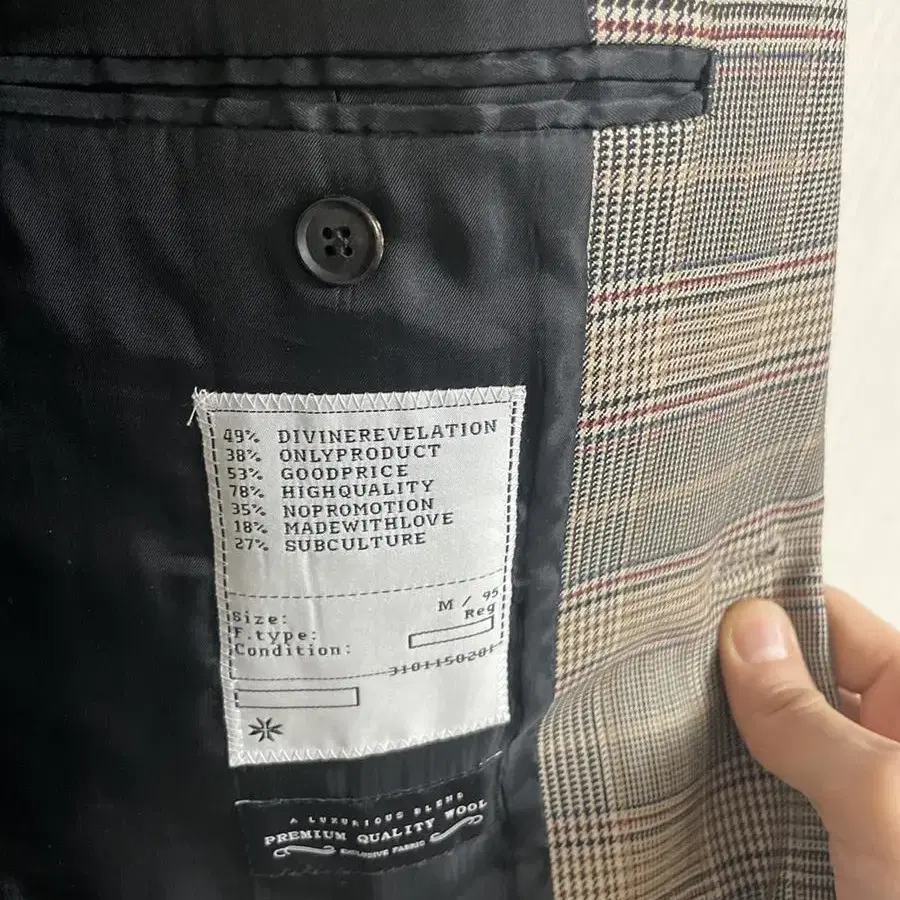 49% DIVINEREVELATION
38% ONLYPRODUCT
53% GOODPRICE
78% HIGHQUALITY
35% NOPROMOTION
18% MADEWITHLOVE
27% SUBCULTURE
Size: M / 95
F.type: Reg
Condition:
3101150201
A LUXURIOUS BLEND
PREMIUM QUALITY WOOL
EXCLUSIVE FABRIC